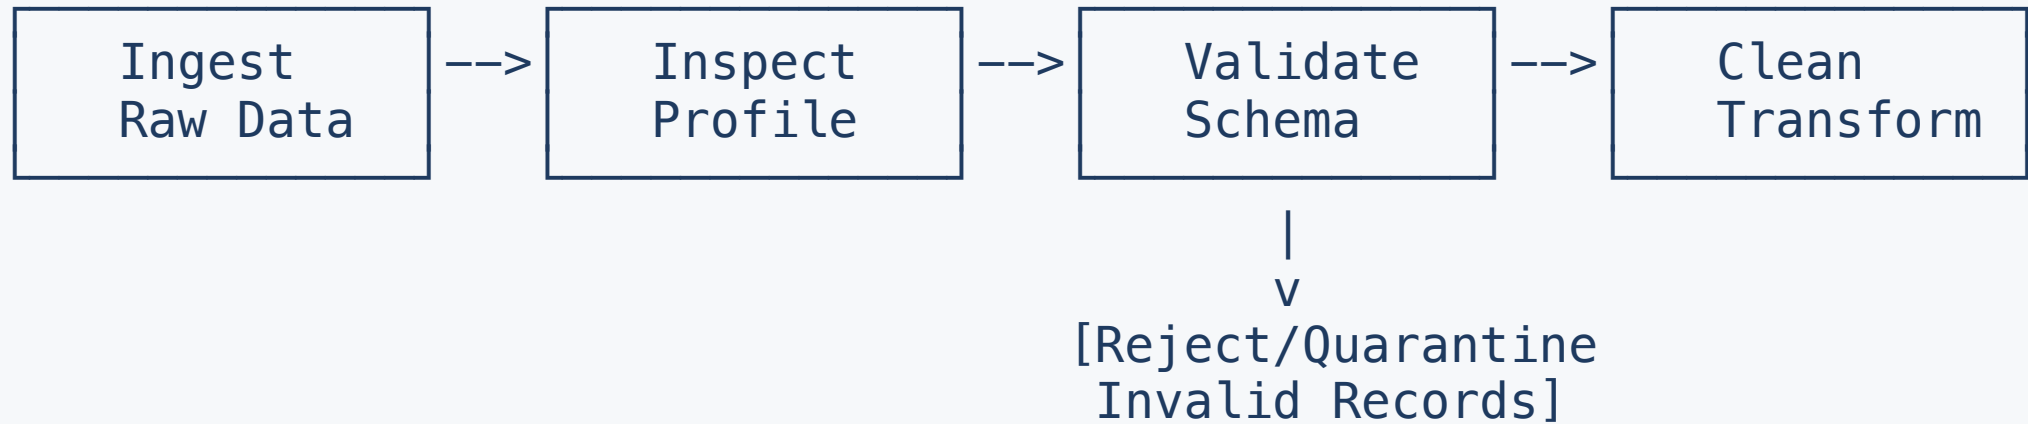 Ingest --> Inspect --> Validate --> Clean
Raw Data Profile Schema Transform
|
v
[Reject/Quarantine
Invalid Records]